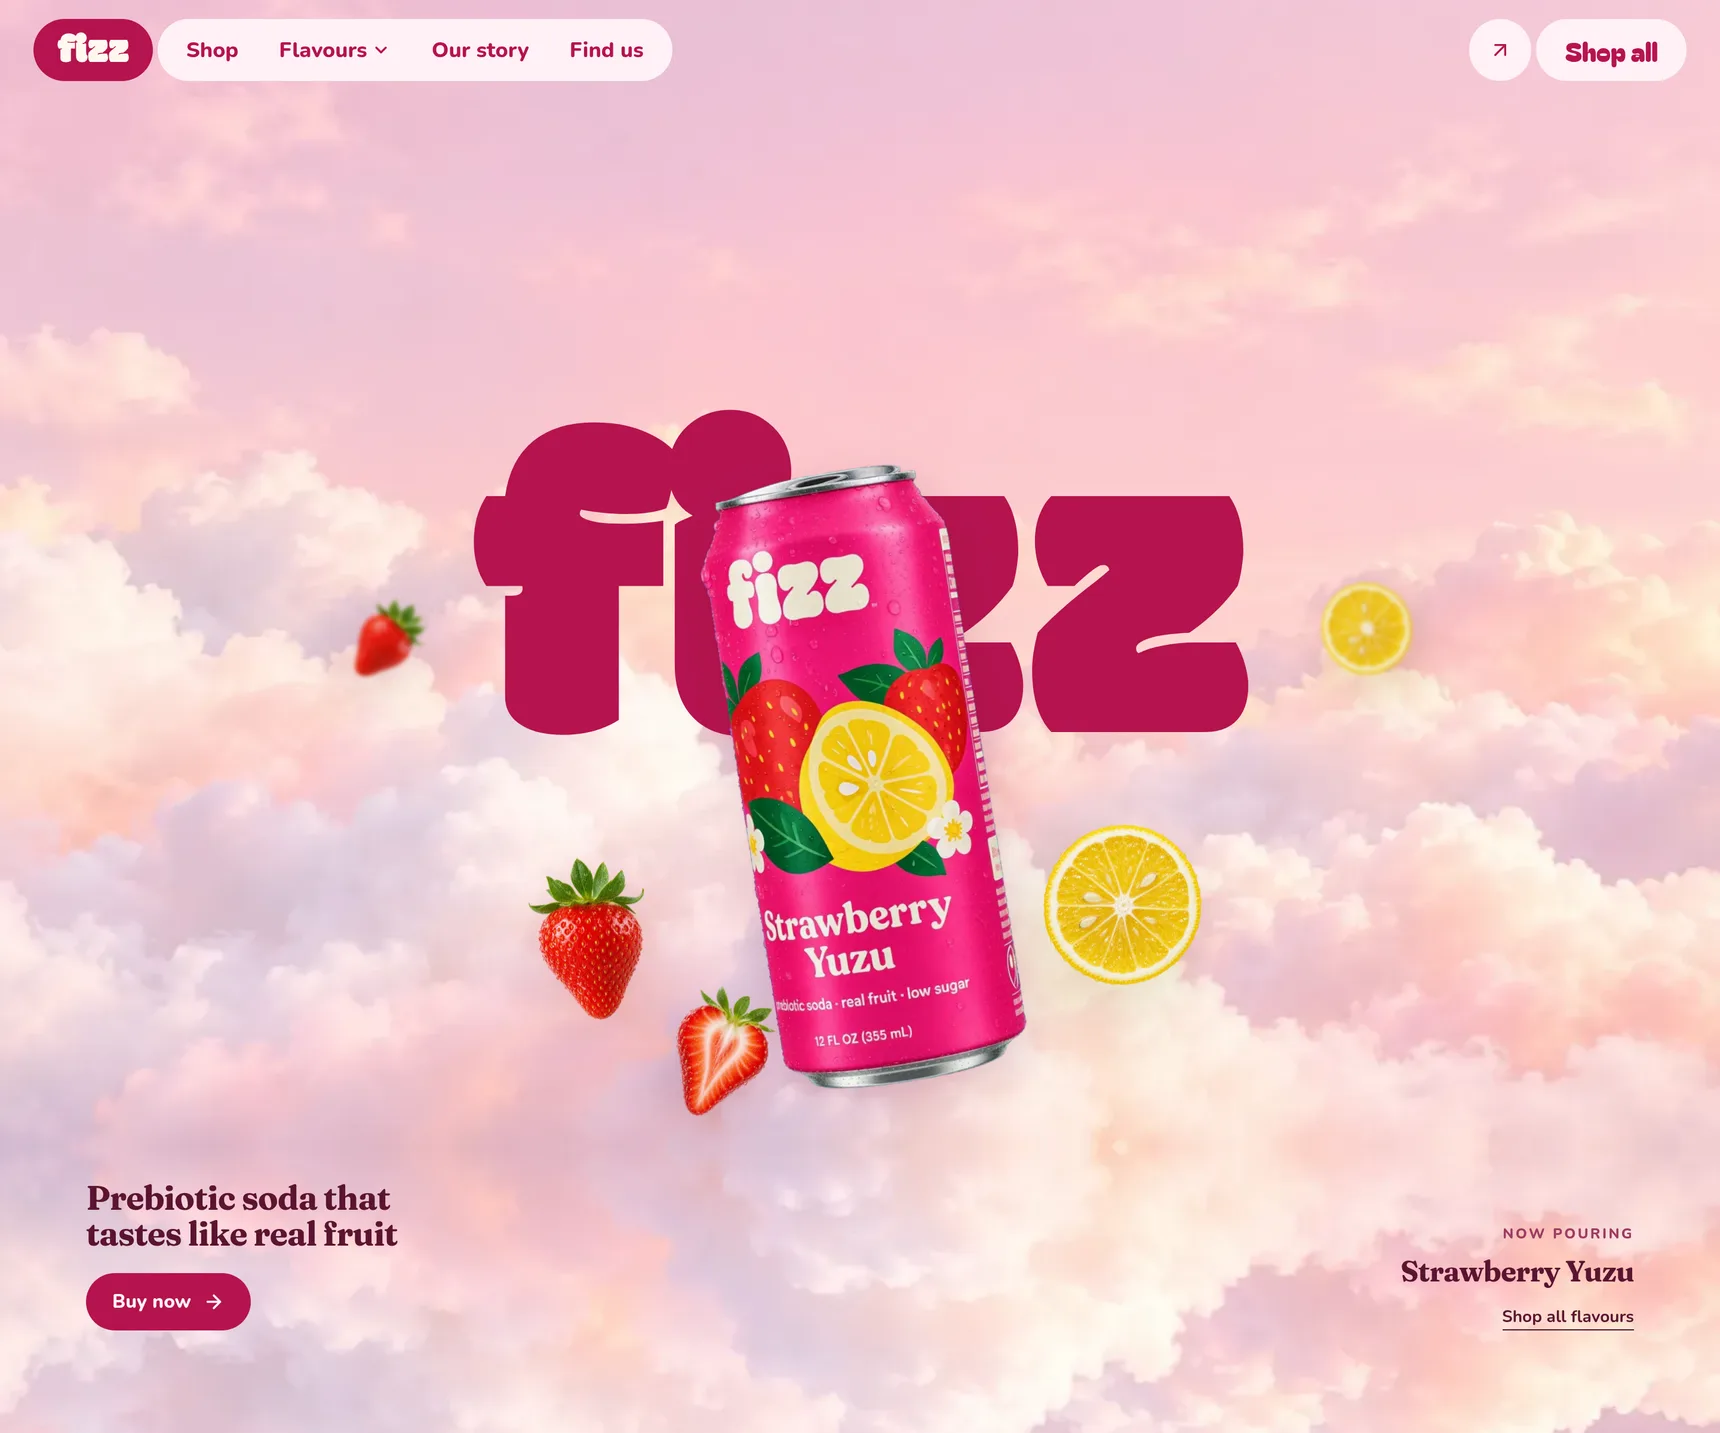 fizz
Shop
Flavours
Our story
Find us
Shop all
fizz
fizz
Strawberry
Yuzu
prebiotic soda · real fruit · low sugar
12 FL OZ (355 mL)
Prebiotic soda that
tastes like real fruit
Buy now
NOW POURING
Strawberry Yuzu
Shop all flavours